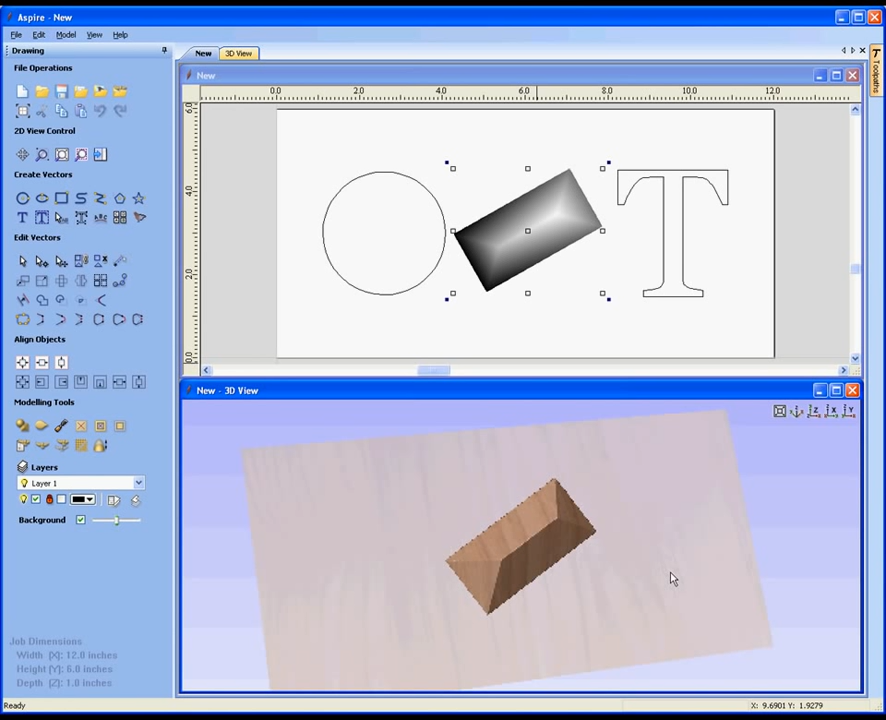 Aspire - New
File Edit Model View Help
Drawing
File Operations
2D View Control
Create Vectors
Edit Vectors
Align Objects
Modelling Tools
Layers
Layer 1
Background
Job Dimensions
Width (X): 12.0 inches
Height (Y): 6.0 inches
Depth (Z): 1.0 inches
Ready
New 3D View
New
0.0 2.0 4.0 6.0 8.0 10.0 12.0
6.0
4.0
2.0
0.0
T
New - 3D View
Z X Y
Toolpaths
X: 9.6901 Y: 1.9279